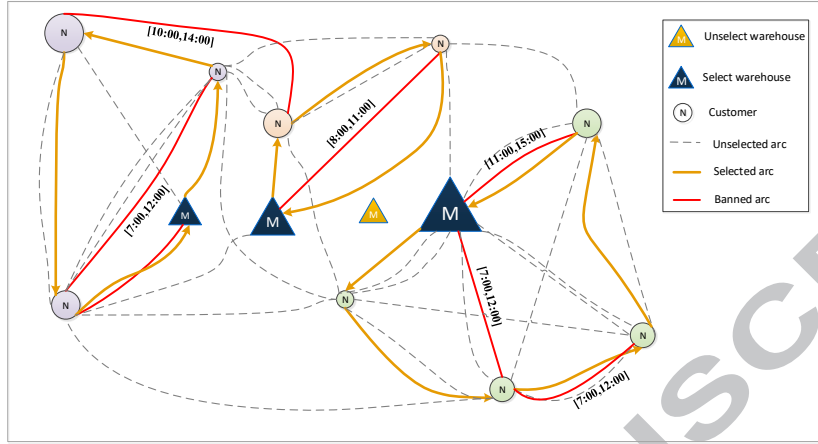 N
[10:00,14:00]
N
N
N
[8:00,11:00]
N
[11:00,15:00]
[7:00,12:00]
M
M
M
M
N
N
[7:00,12:00]
N
N
[7:00,12:00]
M
Unselect warehouse
M
Select warehouse
N
Customer
Unselected arc
Selected arc
Banned arc